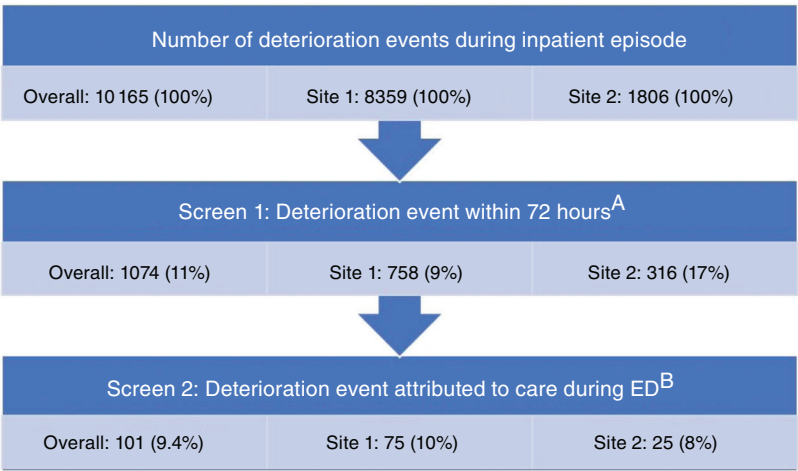 Number of deterioration events during inpatient episode
Overall: 10 165 (100%) Site 1: 8359 (100%) Site 2: 1806 (100%)
Screen 1: Deterioration event within 72 hoursA
Overall: 1074 (11%) Site 1: 758 (9%) Site 2: 316 (17%)
Screen 2: Deterioration event attributed to care during EDB
Overall: 101 (9.4%) Site 1: 75 (10%) Site 2: 25 (8%)